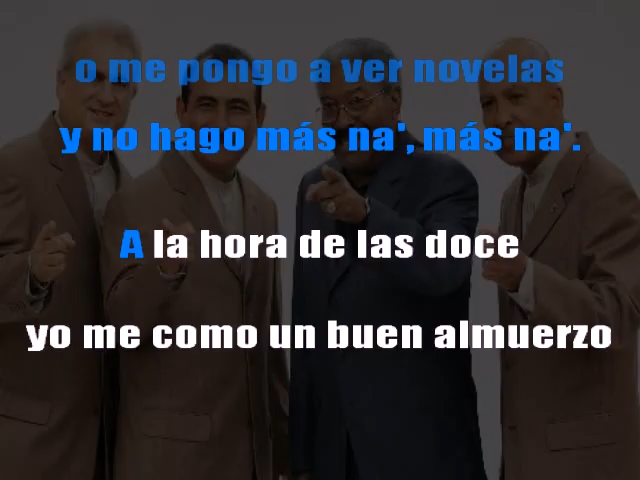 o me pongo a ver novelas
y no hago más na', más na'.
A la hora de las doce
yo me como un buen almuerzo